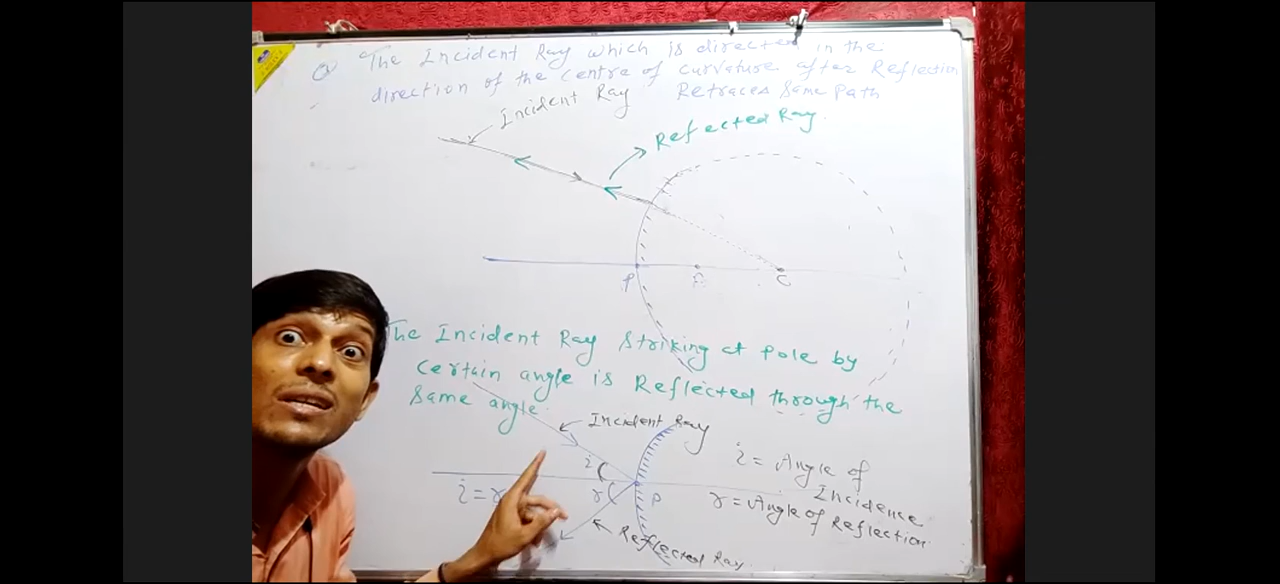 The Incident Ray which is directed in the
direction of the centre of curvature after Reflection
Retraces same path
Incident Ray
Reflected Ray
P F C
The Incident Ray Striking at pole by
certain angle is Reflected through the
same angle.
Incident Ray
i
i = r
r
P
Reflected Ray
i = Angle of
Incidence
r = Angle of Reflection